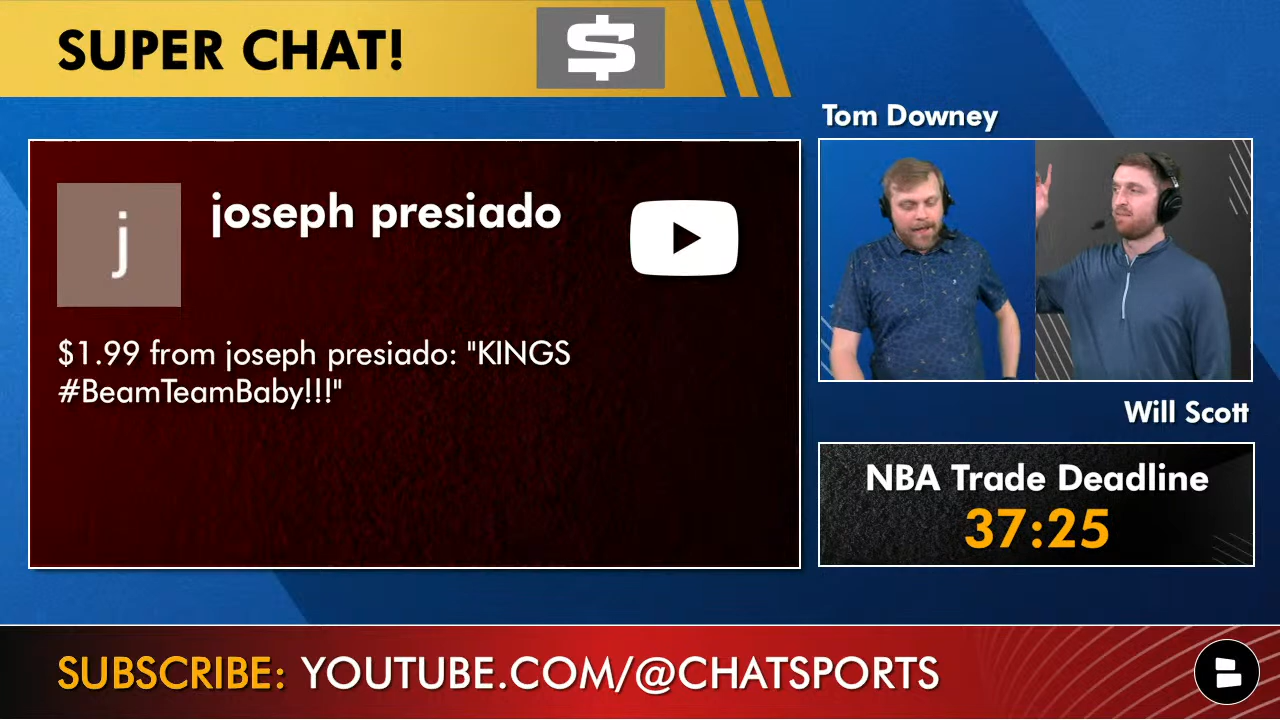 SUPER CHAT!
$
Tom Downey
j
joseph presiado
$1.99 from joseph presiado: "KINGS
#BeamTeamBaby!!!"
Will Scott
NBA Trade Deadline
37:25
SUBSCRIBE: YOUTUBE.COM/@CHATSPORTS